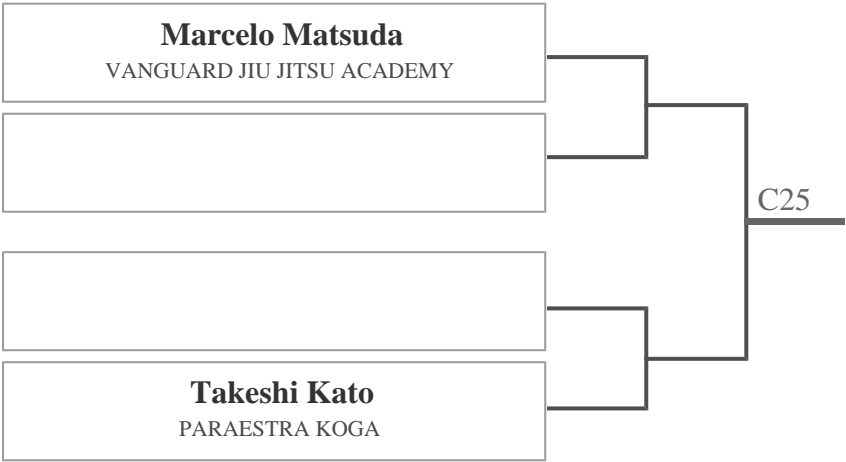 Marcelo Matsuda
VANGUARD JIU JITSU ACADEMY
C25
Takeshi Kato
PARAESTRA KOGA